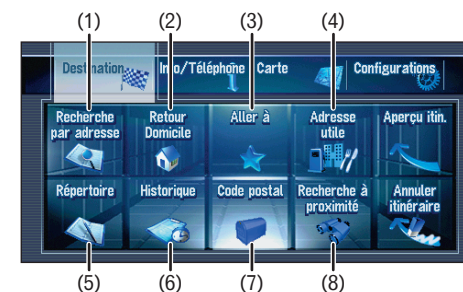 (1) (2) (3) (4)
Destination Info/Téléphone Carte Configurations
Recherche par adresse
Retour Domicile
Aller à
Adresse utile
Aperçu itin.
Répertoire
Historique
Code postal
Recherche à proximité
Annuler itinéraire
(5) (6) (7) (8)